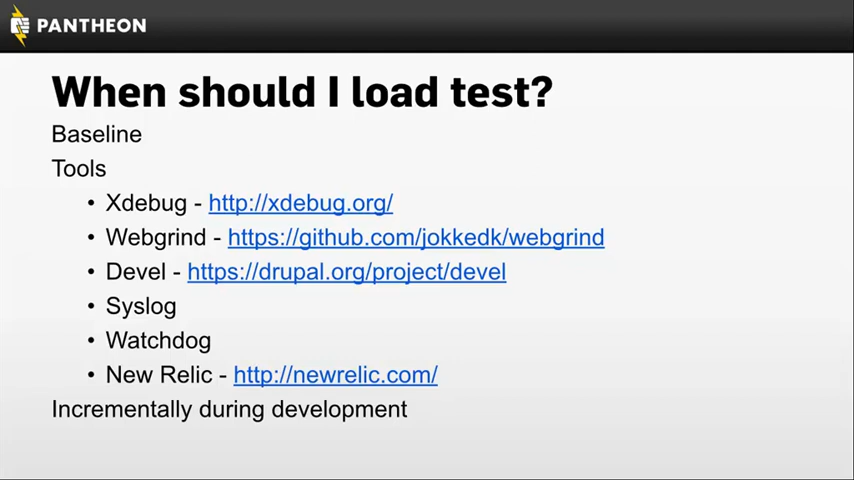 PANTHEON
When should I load test?
Baseline
Tools
• Xdebug - http://xdebug.org/
• Webgrind - https://github.com/jokkedk/webgrind
• Devel - https://drupal.org/project/devel
• Syslog
• Watchdog
• New Relic - http://newrelic.com/
Incrementally during development